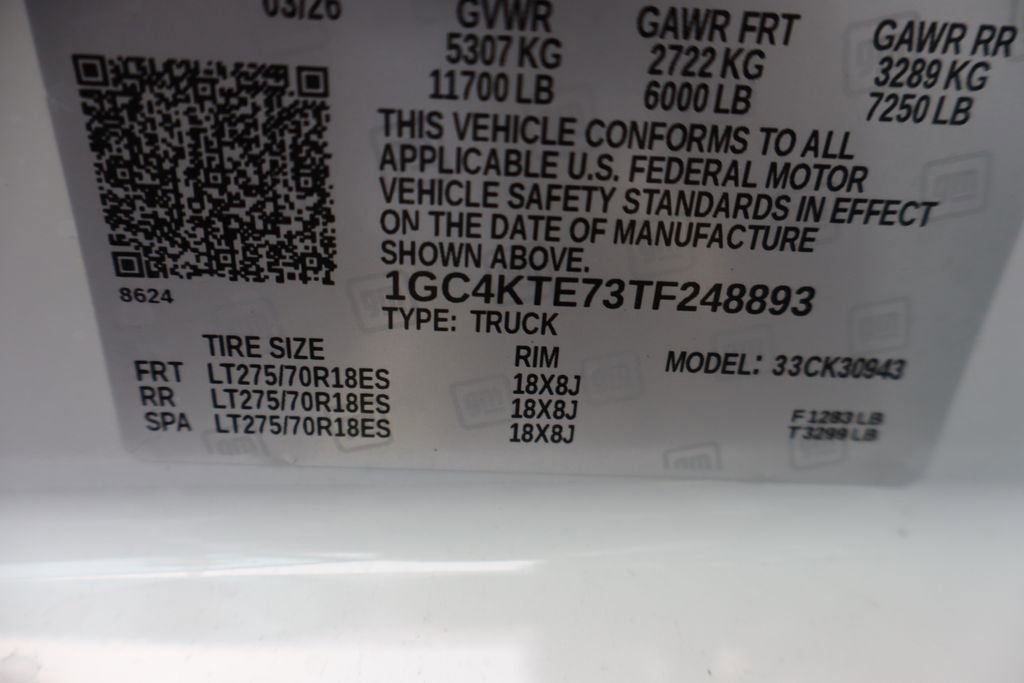 03/26 GVWR GAWR FRT GAWR RR
5307 KG 2722 KG 3289 KG
11700 LB 6000 LB 7250 LB
THIS VEHICLE CONFORMS TO ALL
APPLICABLE U.S. FEDERAL MOTOR
VEHICLE SAFETY STANDARDS IN EFFECT
ON THE DATE OF MANUFACTURE
SHOWN ABOVE.
8624
1GC4KTE73TF248893
TYPE: TRUCK
TIRE SIZE RIM MODEL: 33CK30943
FRT LT275/70R18ES 18X8J
RR LT275/70R18ES 18X8J
SPA LT275/70R18ES 18X8J
F 1283 LB
T 3299 LB
gm